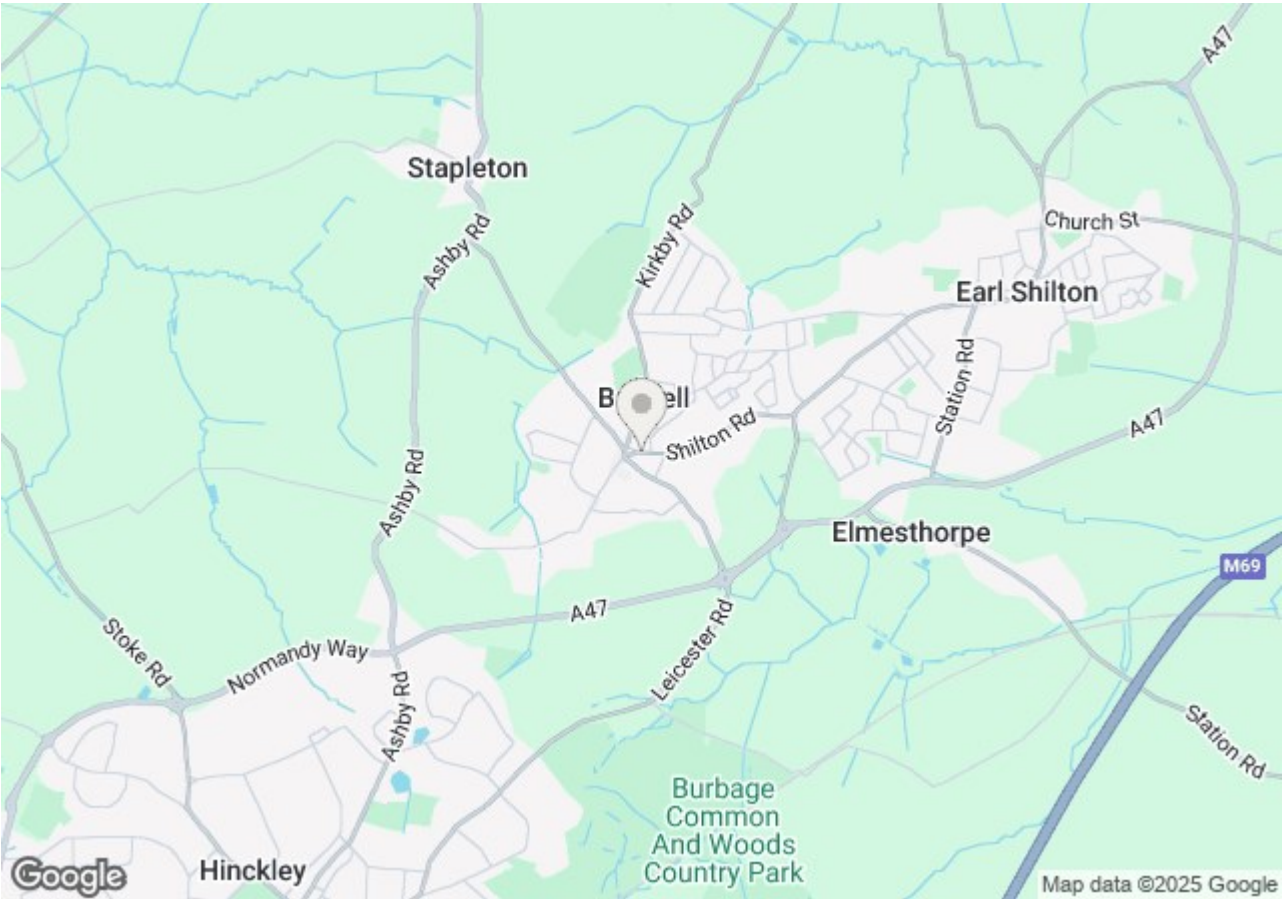 A47
Stapleton
Church St
Kirkby Rd
Ashby Rd
Earl Shilton
Station Rd
Shilton Rd
A47
Ashby Rd
Elmesthorpe
M69
A47
Stoke Rd
Normandy Way
Leicester Rd
Ashby Rd
Station Rd
Burbage
Common
And Woods
Country Park
Hinckley
Google
Map data ©2025 Google